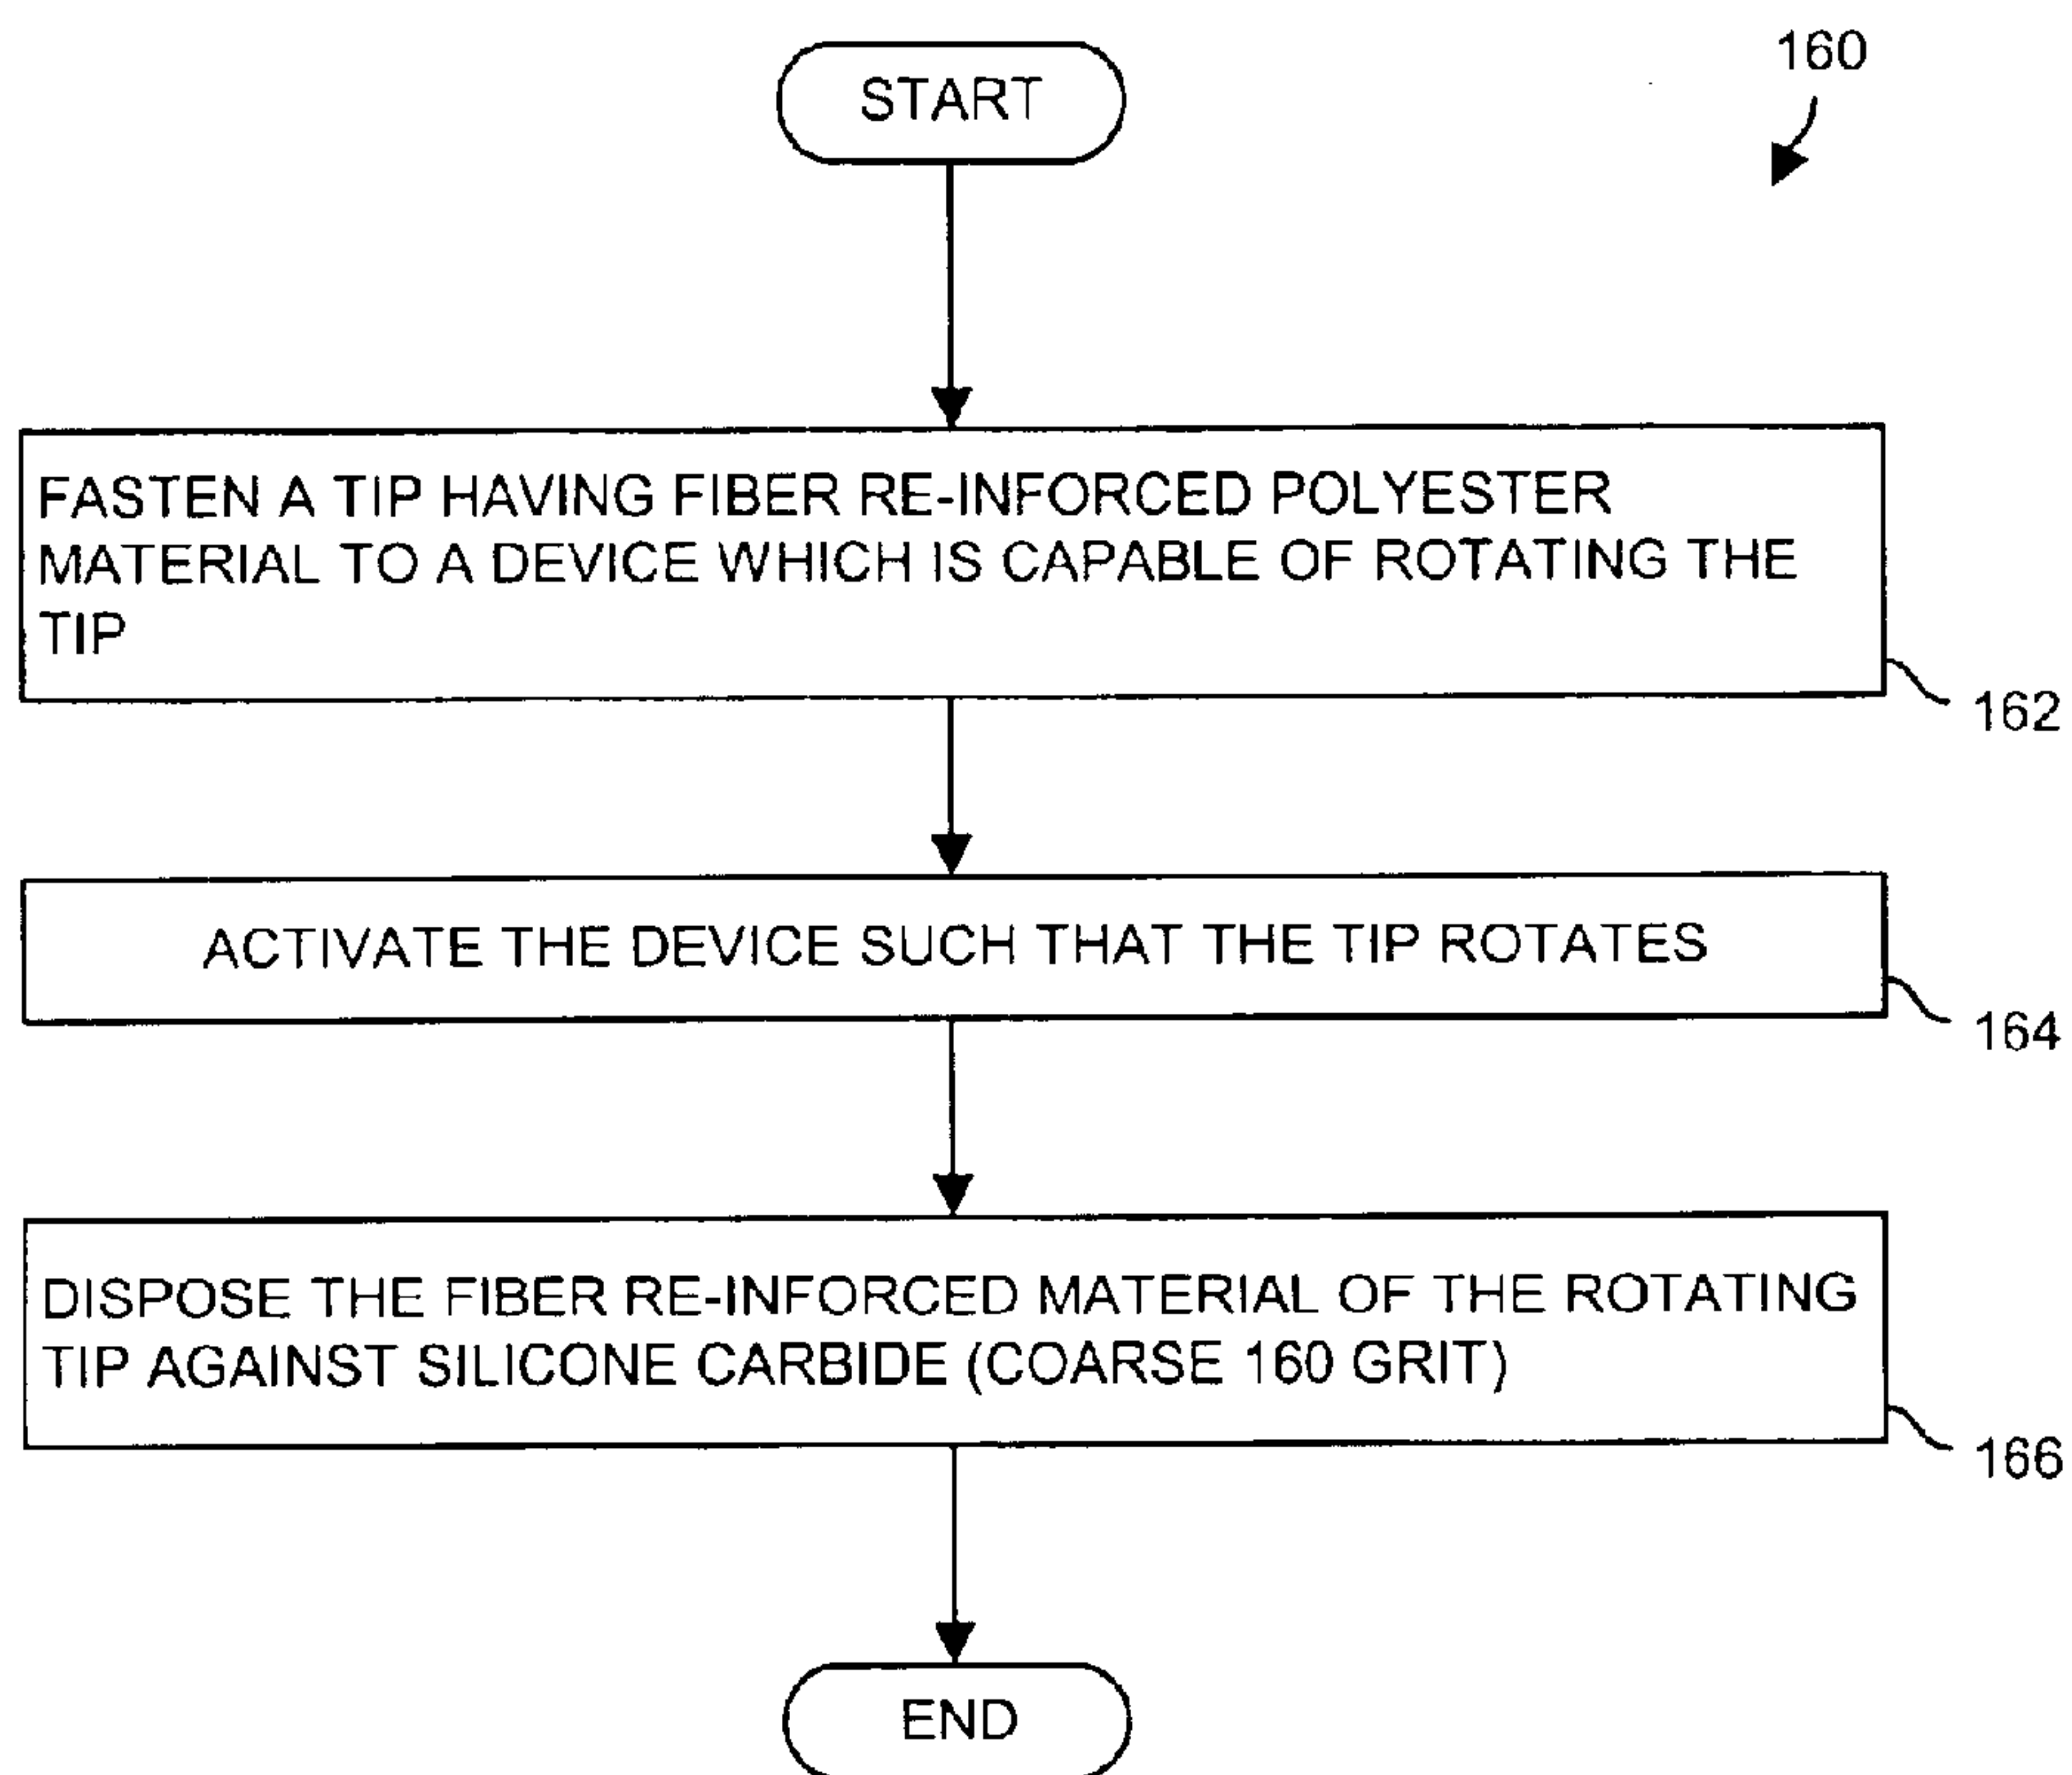 START
160
FASTEN A TIP HAVING FIBER RE-INFORCED POLYESTER
MATERIAL TO A DEVICE WHICH IS CAPABLE OF ROTATING THE
TIP
162
ACTIVATE THE DEVICE SUCH THAT THE TIP ROTATES
164
DISPOSE THE FIBER RE-INFORCED MATERIAL OF THE ROTATING
TIP AGAINST SILICONE CARBIDE (COARSE 160 GRIT)
166
END